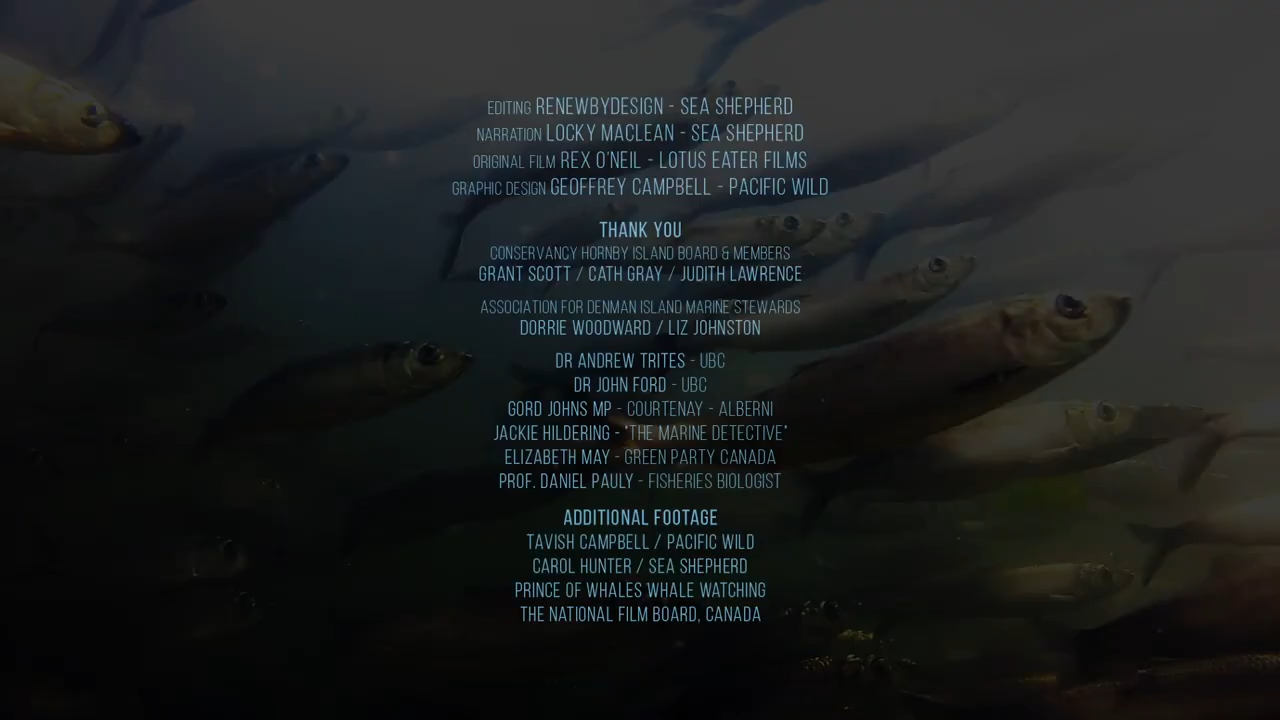 EDITING RENEWBYDESIGN - SEA SHEPHERD
NARRATION LOCKY MACLEAN - SEA SHEPHERD
ORIGINAL FILM REX O'NEIL - LOTUS EATER FILMS
GRAPHIC DESIGN GEOFFREY CAMPBELL - PACIFIC WILD
THANK YOU
CONSERVANCY HORNBY ISLAND BOARD & MEMBERS
GRANT SCOTT / CATH GRAY / JUDITH LAWRENCE
ASSOCIATION FOR DENMAN ISLAND MARINE STEWARDS
DORRIE WOODWARD / LIZ JOHNSTON
DR ANDREW TRITES - UBC
DR JOHN FORD - UBC
GORD JOHNS MP - COURTENAY - ALBERNI
JACKIE HILDERING - "THE MARINE DETECTIVE"
ELIZABETH MAY - GREEN PARTY CANADA
PROF. DANIEL PAULY - FISHERIES BIOLOGIST
ADDITIONAL FOOTAGE
TAVISH CAMPBELL / PACIFIC WILD
CAROL HUNTER / SEA SHEPHERD
PRINCE OF WHALES WHALE WATCHING
THE NATIONAL FILM BOARD, CANADA